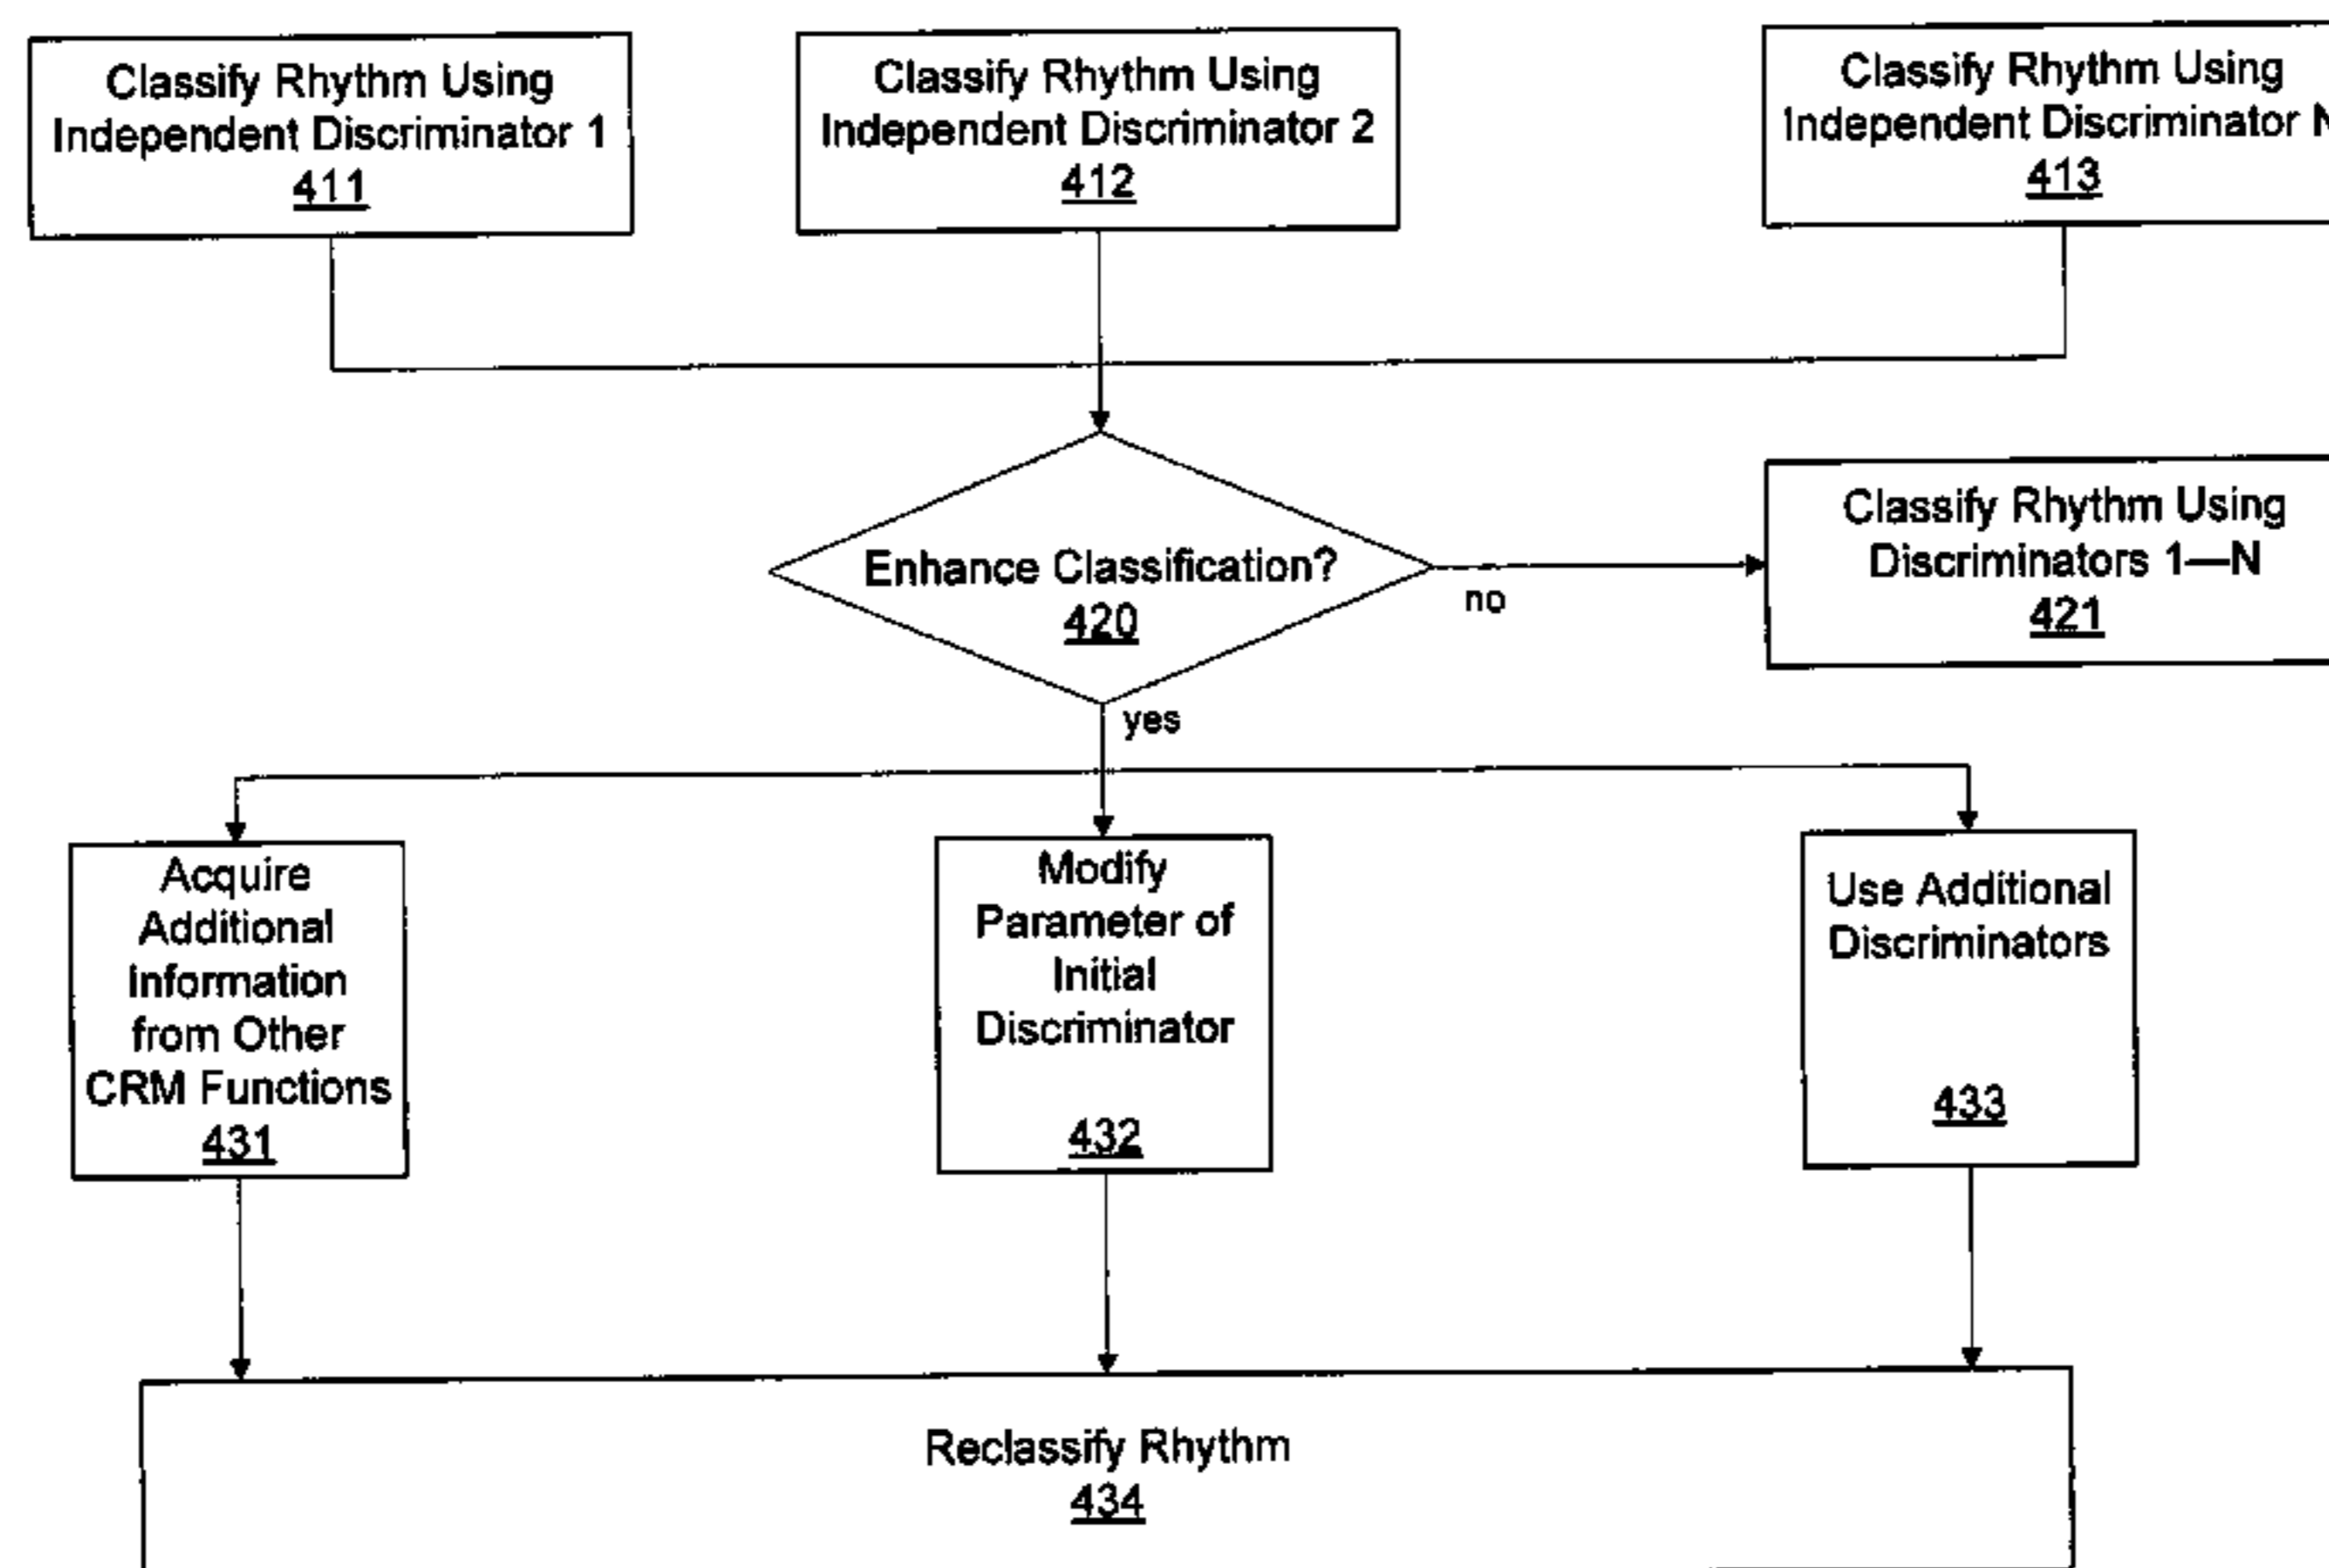 Classify Rhythm Using
Independent Discriminator 1
411
Classify Rhythm Using
Independent Discriminator 2
412
Classify Rhythm Using
Independent Discriminator N
413
Enhance Classification?
420
no
yes
Classify Rhythm Using
Discriminators 1—N
421
Acquire
Additional
Information
from Other
CRM Functions
431
Modify
Parameter of
Initial
Discriminator
432
Use Additional
Discriminators
433
Reclassify Rhythm
434